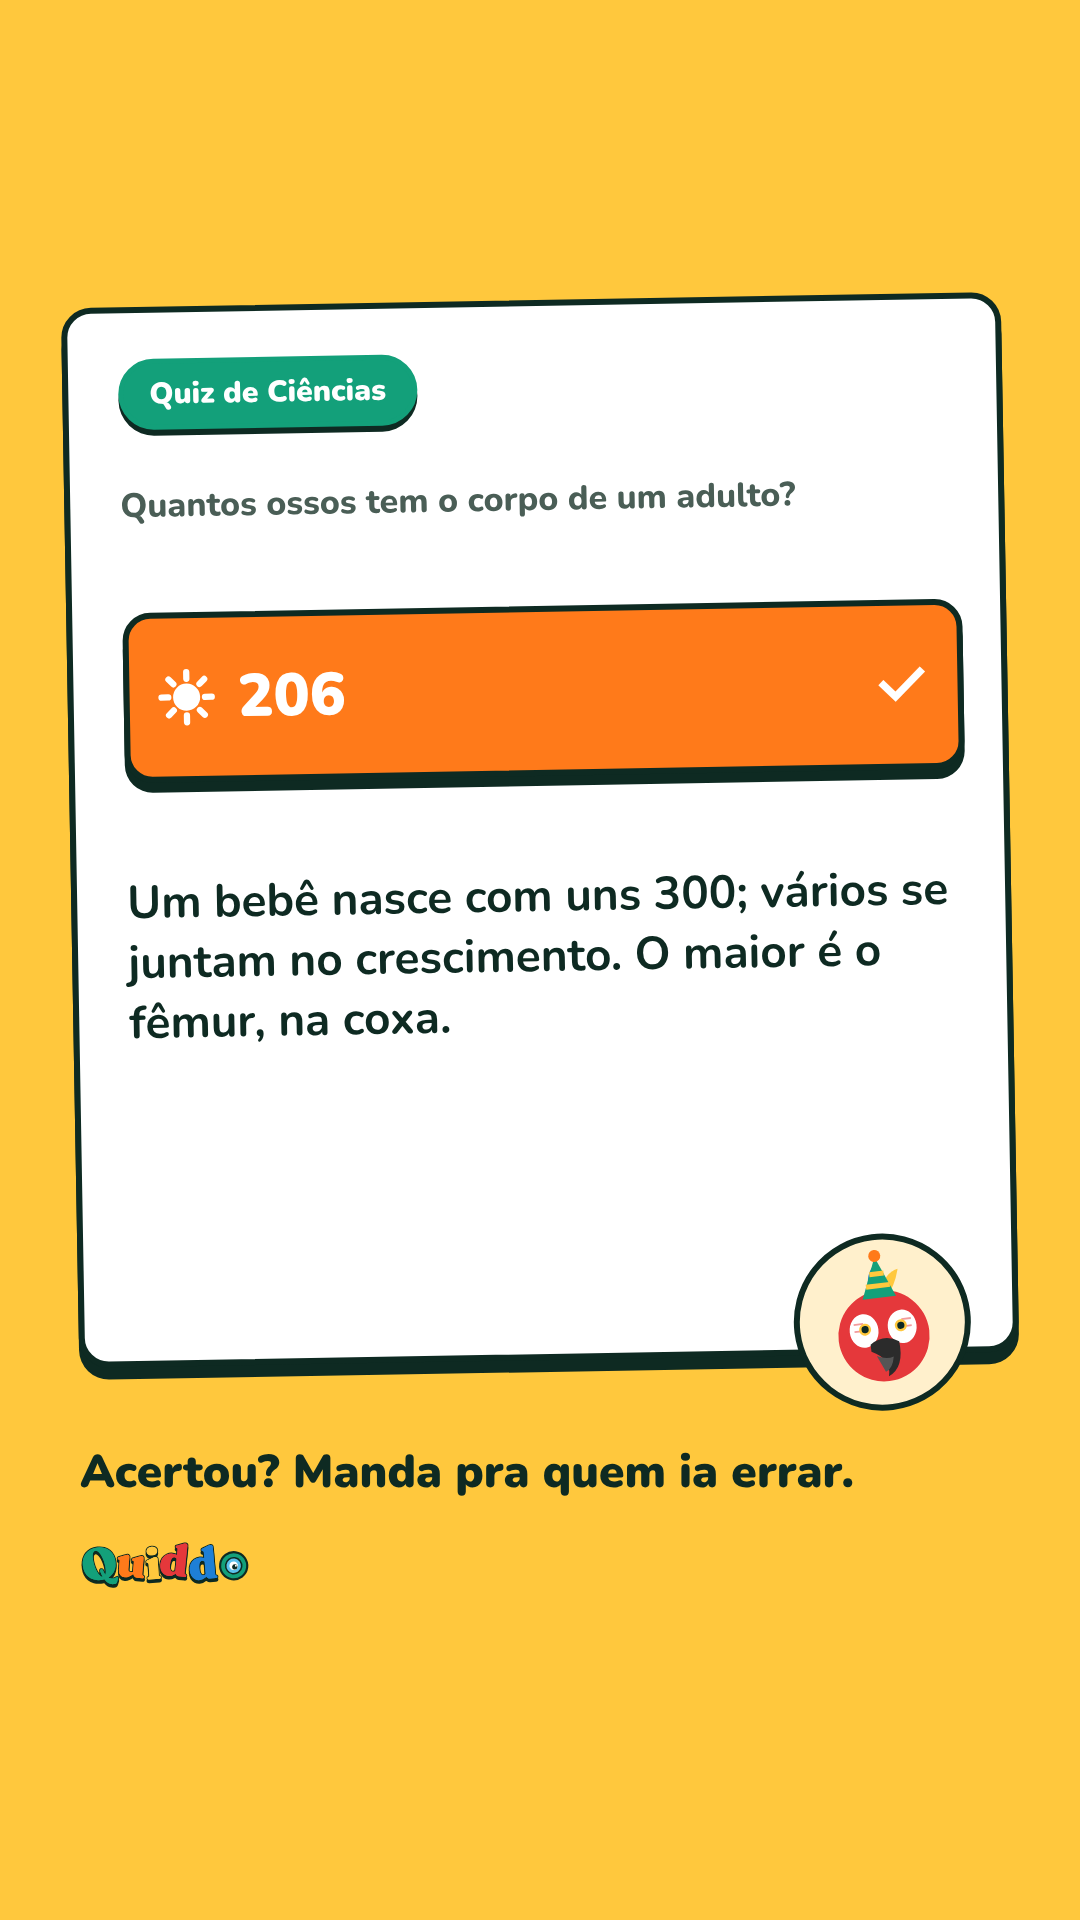 Quiz de Ciências
Quantos ossos tem o corpo de um adulto?
206
Um bebê nasce com uns 300; vários se
juntam no crescimento. O maior é o
fêmur, na coxa.
Acertou? Manda pra quem ia errar.
Quiddo